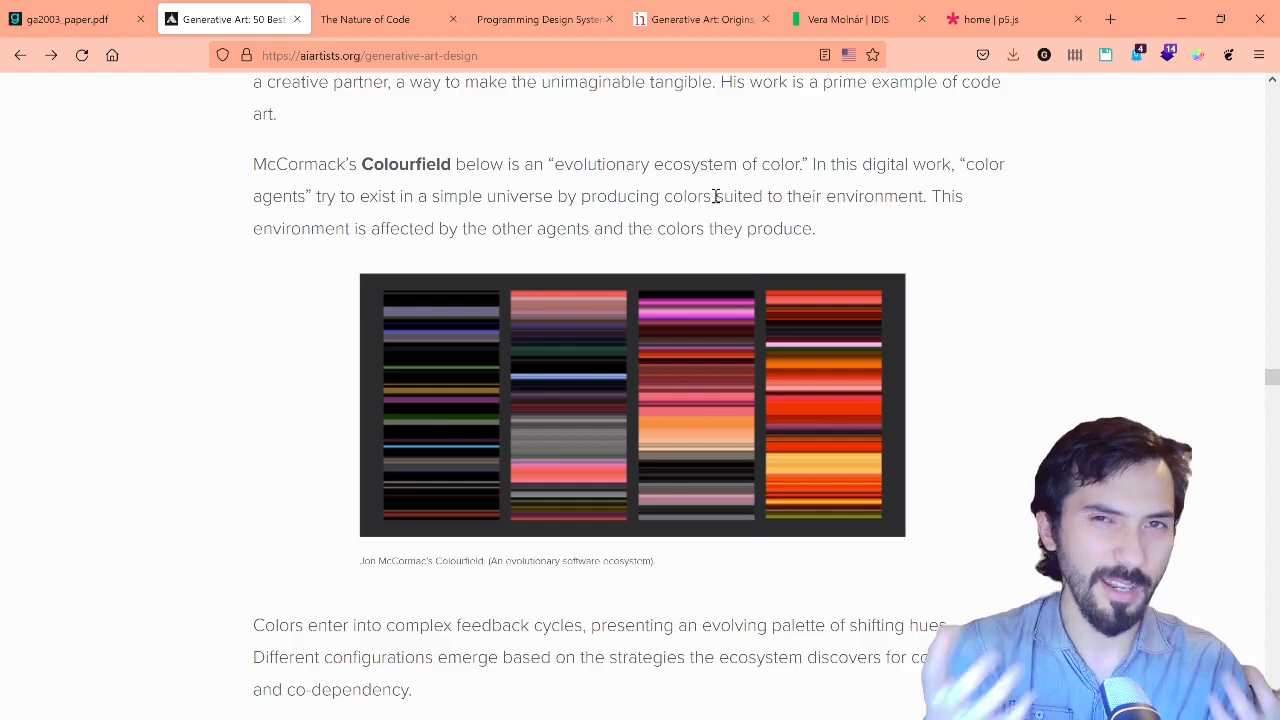 ga2003_paper.pdf
Generative Art: 50 Best
The Nature of Code
Programming Design System
Generative Art: Origins,
Vera Molnár | IDIS
home | p5.js
https://aiartists.org/generative-art-design
4
14
a creative partner, a way to make the unimaginable tangible. His work is a prime example of code
art.
McCormack’s Colourfield below is an “evolutionary ecosystem of color.” In this digital work, “color
agents” try to exist in a simple universe by producing colors suited to their environment. This
environment is affected by the other agents and the colors they produce.
Jon McCormac's Colourfield. (An evolutionary software ecosystem).
Colors enter into complex feedback cycles, presenting an evolving palette of shifting hues
Different configurations emerge based on the strategies the ecosystem discovers for
and co-dependency.